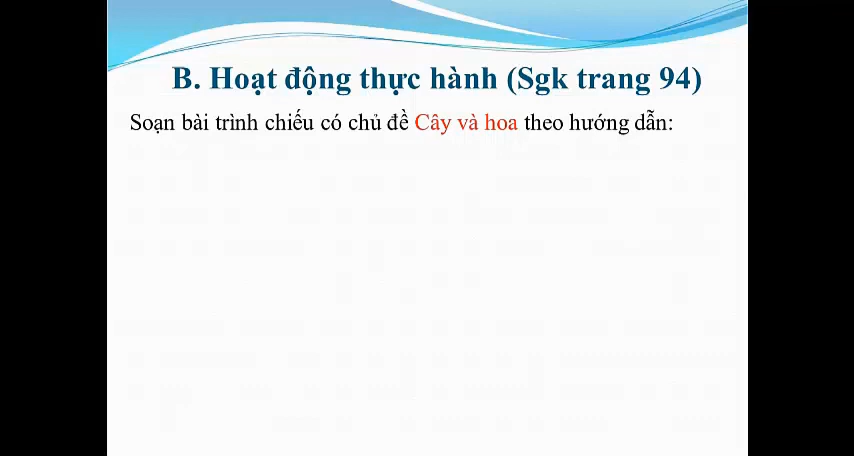 B. Hoạt động thực hành (Sgk trang 94)
Soạn bài trình chiếu có chủ đề Cây và hoa theo hướng dẫn: